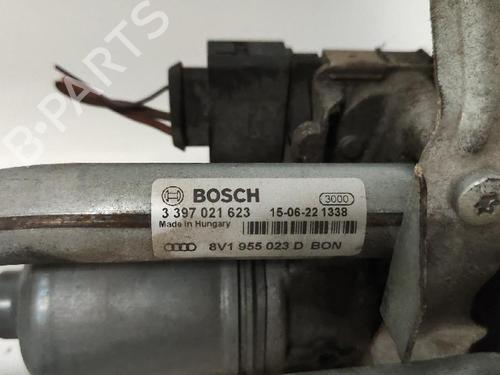 B-PARTS
BOSCH
3000
3 397 021 623 15-06-22 1338
Made in Hungary
8V1 955 023 D BON